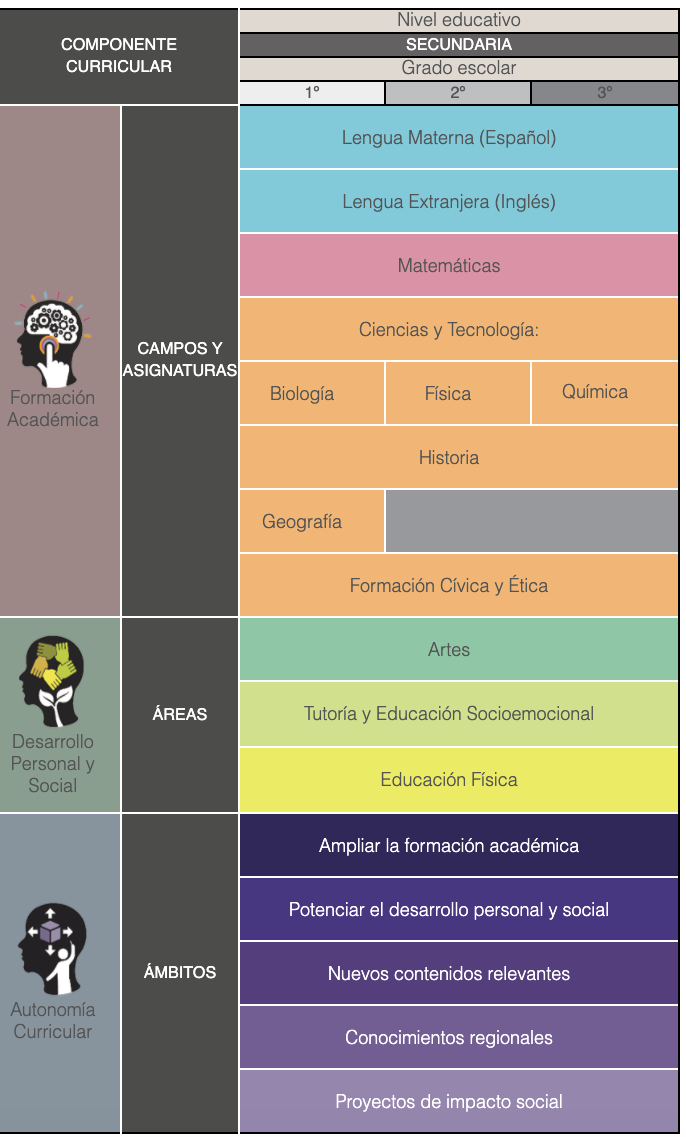 COMPONENTE
CURRICULAR
Nivel educativo
SECUNDARIA
Grado escolar
1º 2º 3º
Formación
Académica
CAMPOS Y
ASIGNATURAS
Lengua Materna (Español)
Lengua Extranjera (Inglés)
Matemáticas
Ciencias y Tecnología:
Biología Física Química
Historia
Geografía
Formación Cívica y Ética
Desarrollo
Personal y
Social
ÁREAS
Artes
Tutoría y Educación Socioemocional
Educación Física
Autonomía
Curricular
ÁMBITOS
Ampliar la formación académica
Potenciar el desarrollo personal y social
Nuevos contenidos relevantes
Conocimientos regionales
Proyectos de impacto social